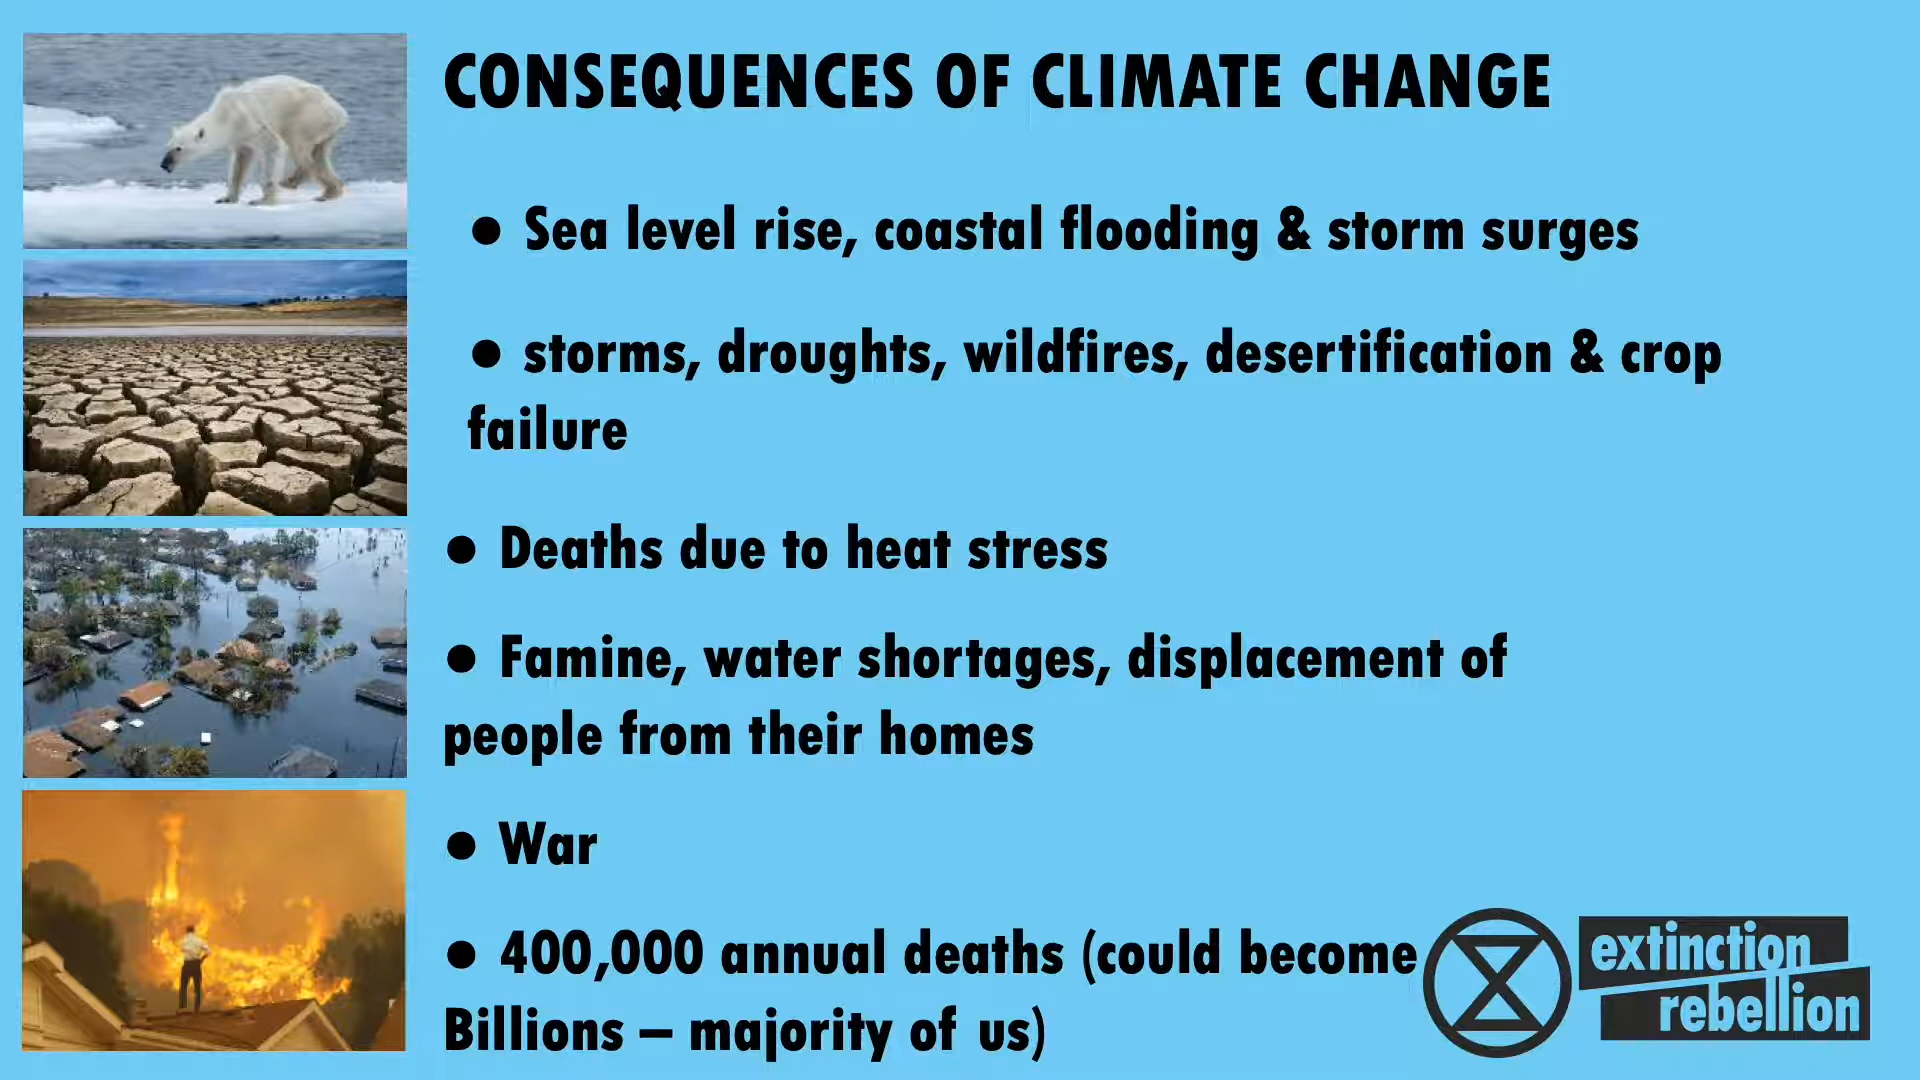 CONSEQUENCES OF CLIMATE CHANGE
● Sea level rise, coastal flooding & storm surges
● storms, droughts, wildfires, desertification & crop
failure
● Deaths due to heat stress
● Famine, water shortages, displacement of
people from their homes
● War
● 400,000 annual deaths (could become
Billions – majority of us)
extinction
rebellion